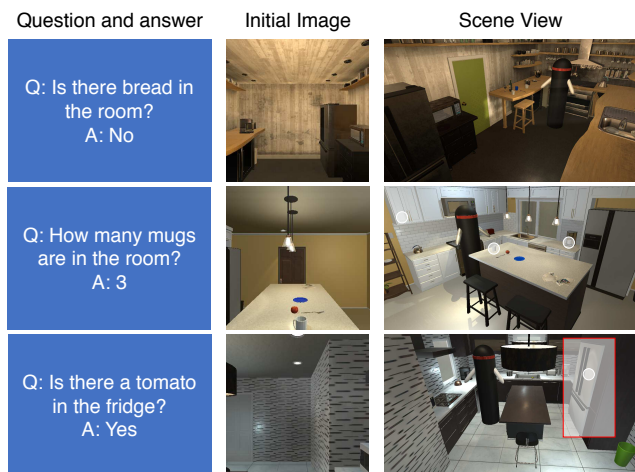 Question and answer
Initial Image
Scene View
Q: Is there bread in
the room?
A: No
Q: How many mugs
are in the room?
A: 3
Q: Is there a tomato
in the fridge?
A: Yes